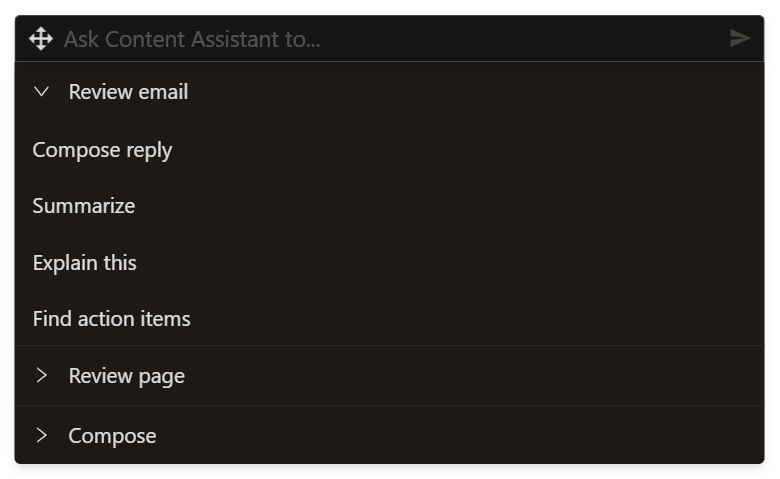 Ask Content Assistant to...
Review email
Compose reply
Summarize
Explain this
Find action items
Review page
Compose